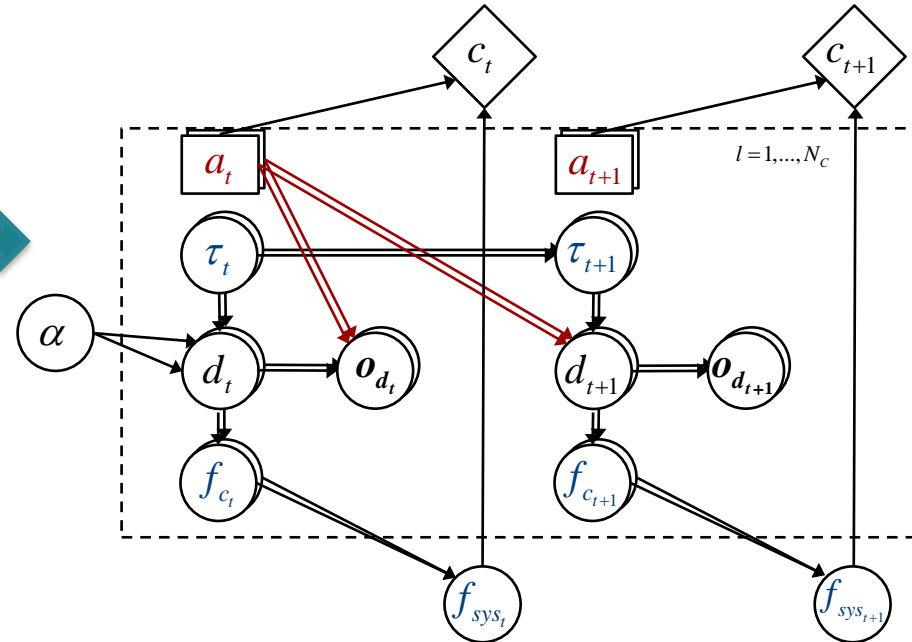 c_t
c_{t+1}
a_t
a_{t+1}
l = 1,...,N_C
τ_t
τ_{t+1}
α
d_t
o_{d_t}
d_{t+1}
o_{d_{t+1}}
f_{c_t}
f_{c_{t+1}}
f_{sys_t}
f_{sys_{t+1}}